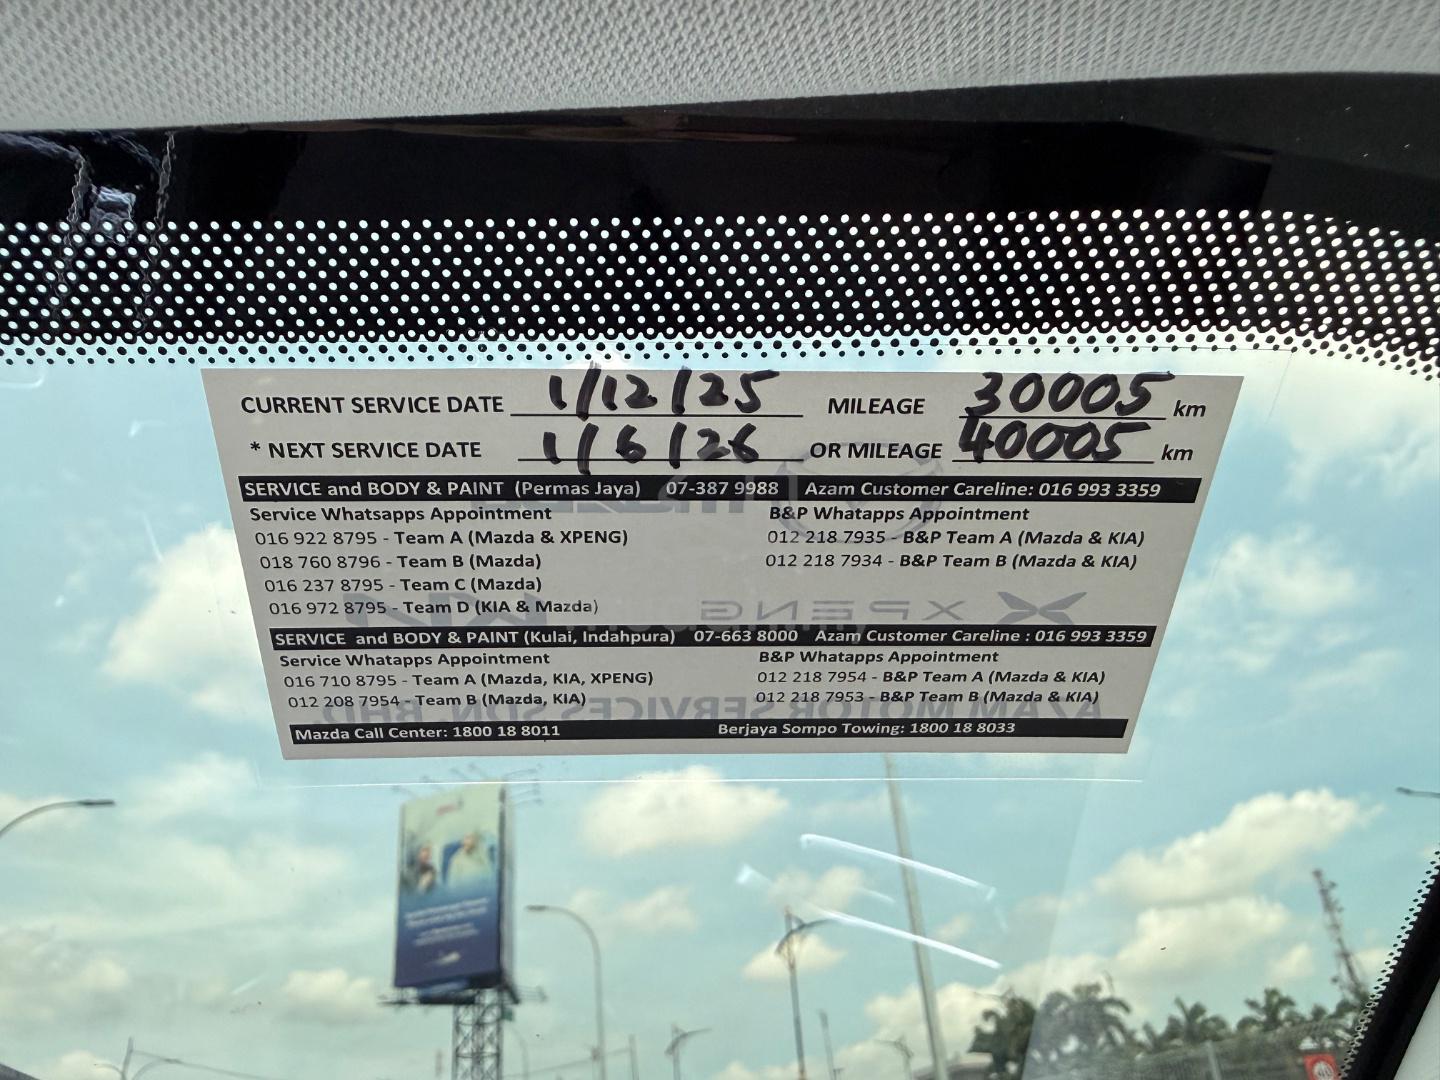 CURRENT SERVICE DATE 1/12/25 MILEAGE 30005 km
* NEXT SERVICE DATE 1/6/26 OR MILEAGE 40005 km
SERVICE and BODY & PAINT (Permas Jaya) 07-387 9988 Azam Customer Careline: 016 993 3359
Service Whatsapps Appointment B&P Whatapps Appointment
016 922 8795 - Team A (Mazda & XPENG) 012 218 7935 - B&P Team A (Mazda & KIA)
018 760 8796 - Team B (Mazda) 012 218 7934 - B&P Team B (Mazda & KIA)
016 237 8795 - Team C (Mazda)
016 972 8795 - Team D (KIA & Mazda)
XPENG
SERVICE and BODY & PAINT (Kulai, Indahpura) 07-663 8000 Azam Customer Careline : 016 993 3359
Service Whatapps Appointment B&P Whatapps Appointment
016 710 8795 - Team A (Mazda, KIA, XPENG) 012 218 7954 - B&P Team A (Mazda & KIA)
012 208 7954 - Team B (Mazda, KIA) 012 218 7953 - B&P Team B (Mazda & KIA)
AZAM MOTOR SERVICES SDN. BHD.
Mazda Call Center: 1800 18 8011 Berjaya Sompo Towing: 1800 18 8033